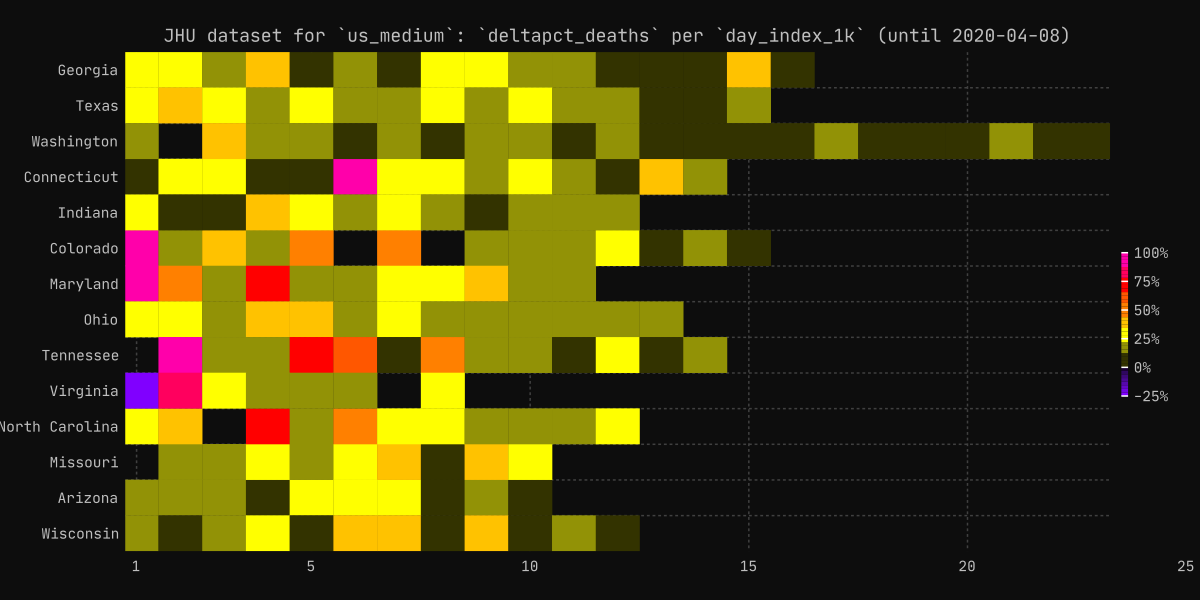 JHU dataset for `us_medium`: `deltapct_deaths` per `day_index_1k` (until 2020-04-08)
Georgia
Texas
Washington
Connecticut
Indiana
Colorado
Maryland
Ohio
Tennessee
Virginia
North Carolina
Missouri
Arizona
Wisconsin
1 5 10 15 20 25
100%
75%
50%
25%
0%
−25%